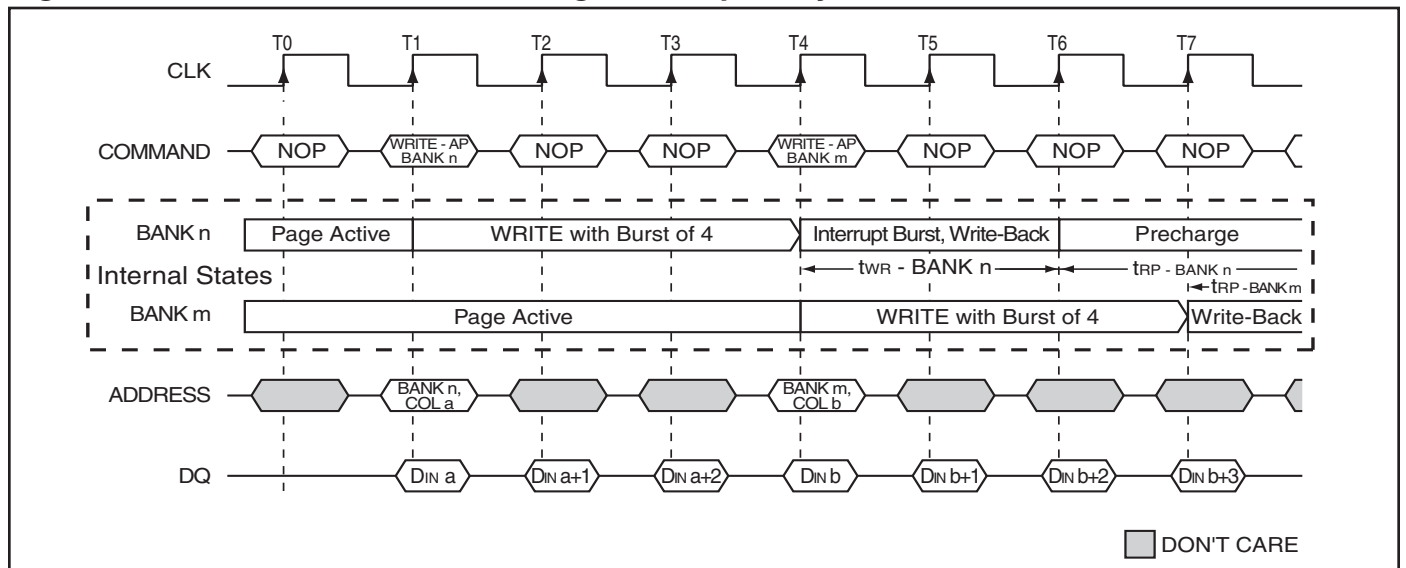 T0 T1 T2 T3 T4 T5 T6 T7
CLK
COMMAND NOP WRITE - AP BANK n NOP NOP WRITE - AP BANK m NOP NOP NOP
BANK n Page Active WRITE with Burst of 4 Interrupt Burst, Write-Back Precharge
tWR - BANK n tRP - BANK n
Internal States
tRP - BANK m
BANK m Page Active WRITE with Burst of 4 Write-Back
ADDRESS BANK n, COL a BANK m, COL b
DQ DIN a DIN a+1 DIN a+2 DIN b DIN b+1 DIN b+2 DIN b+3
DON'T CARE